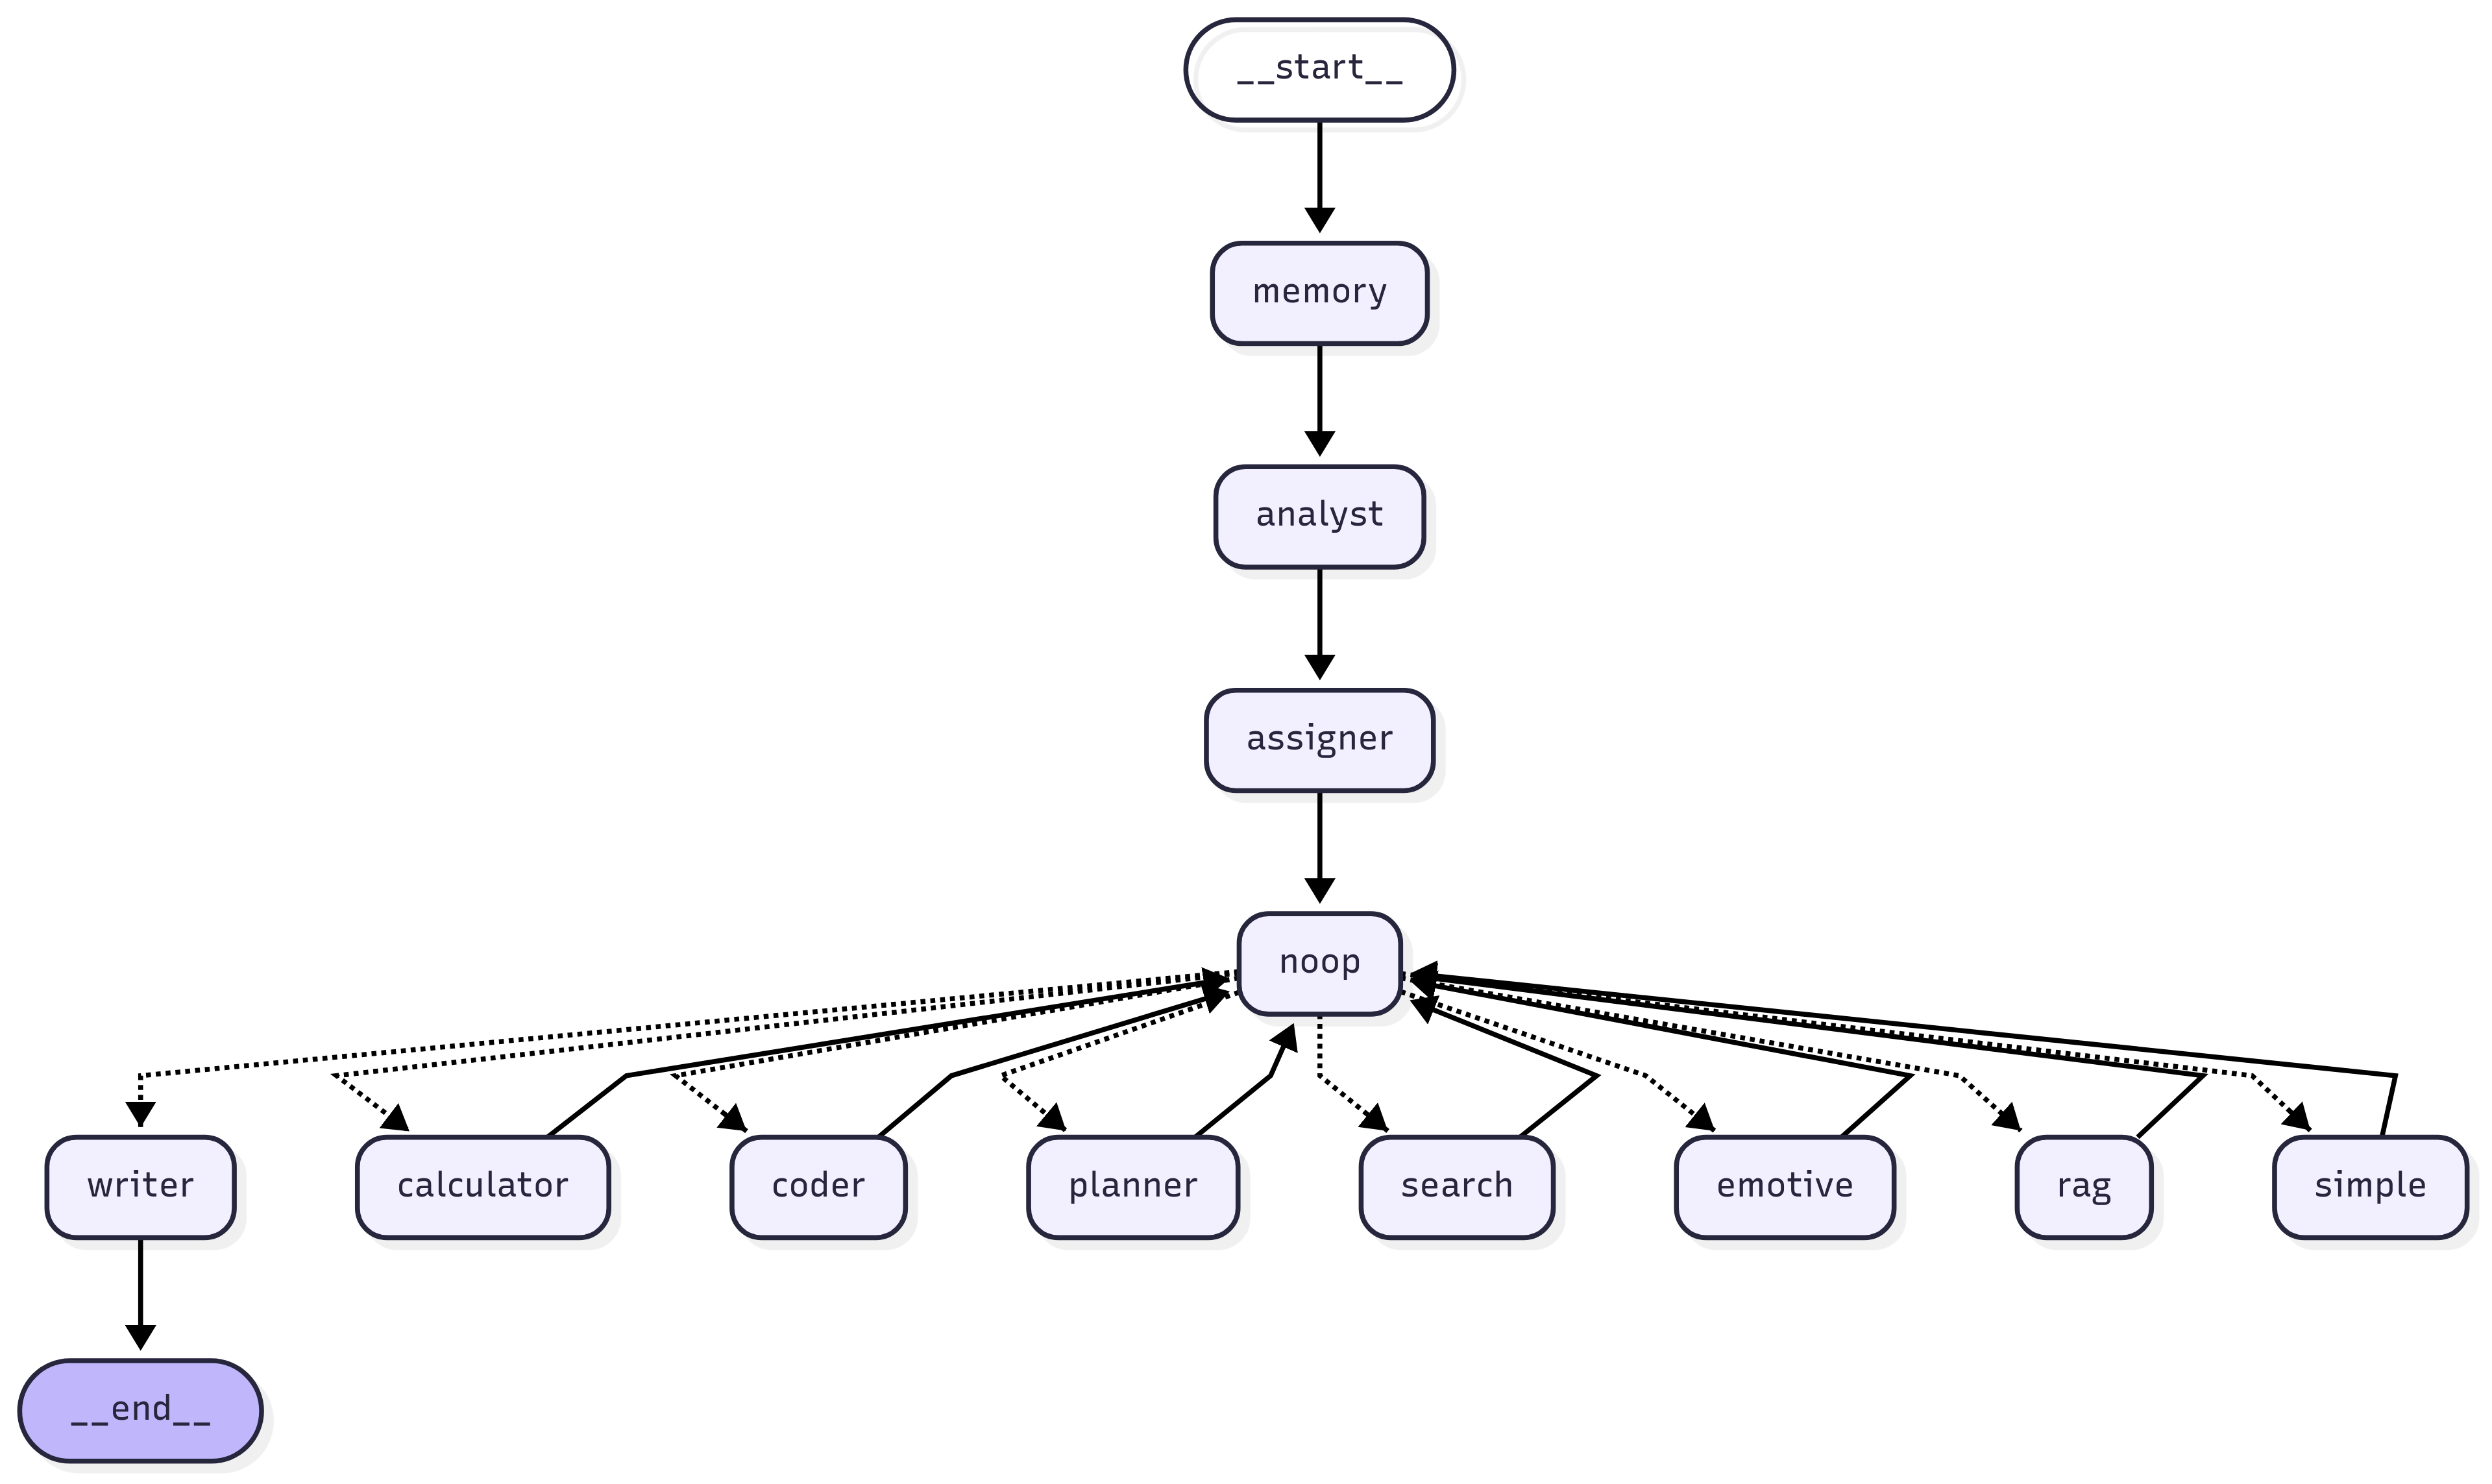 __start__
memory
analyst
assigner
noop
writer
calculator
coder
planner
search
emotive
rag
simple
__end__